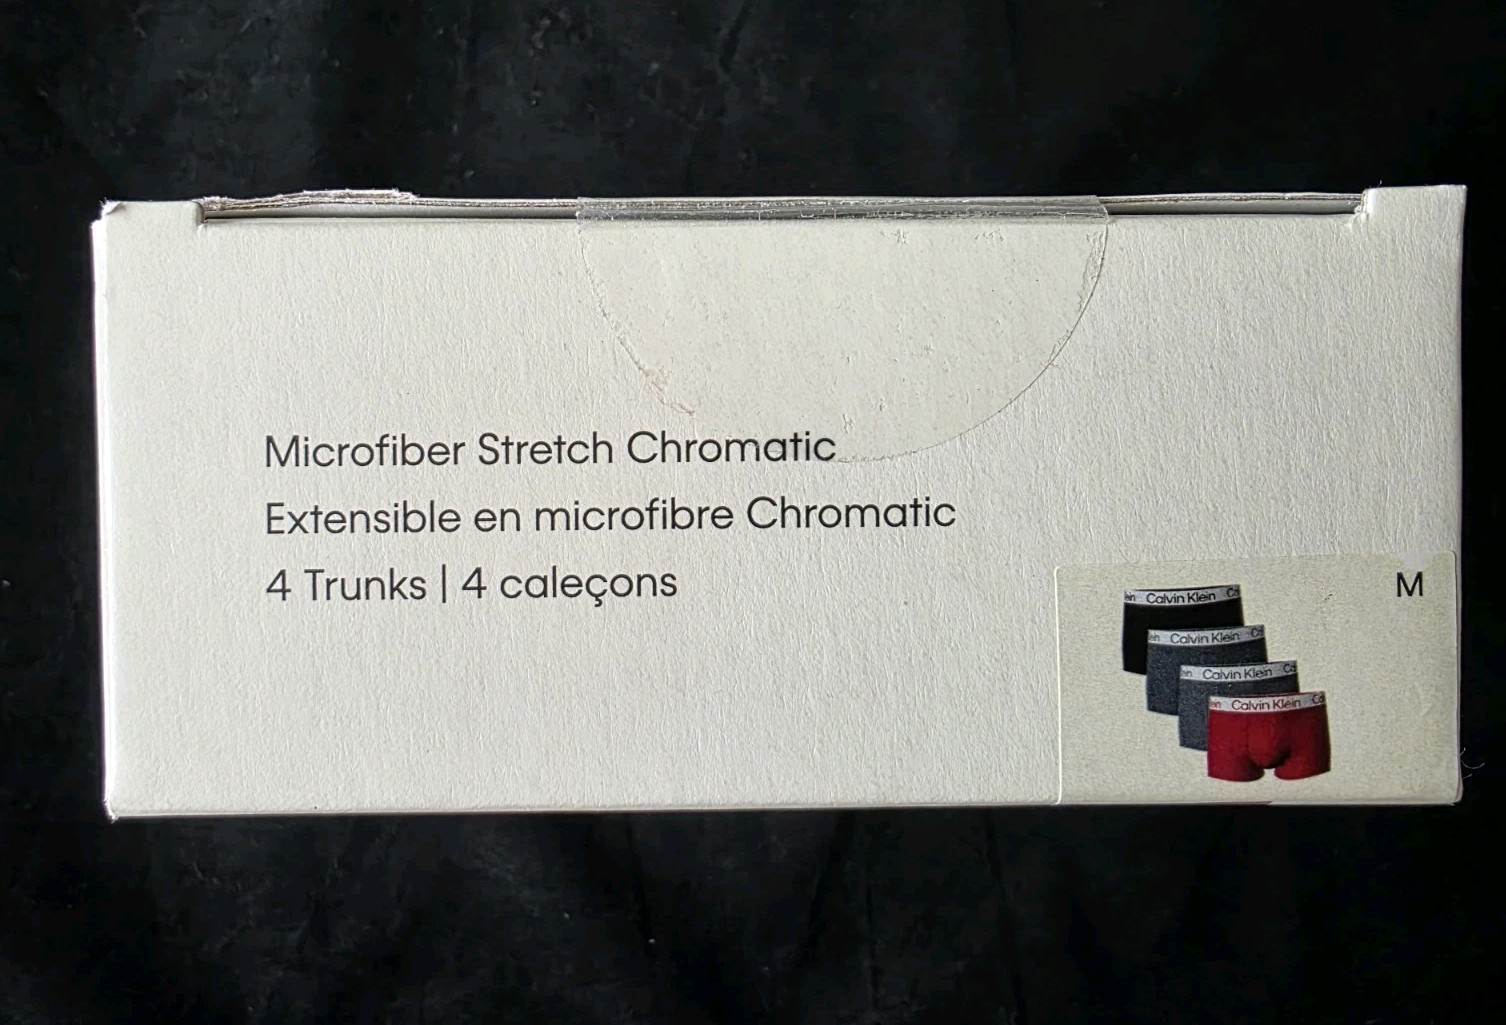 Microfiber Stretch Chromatic
Extensible en microfibre Chromatic
4 Trunks | 4 caleçons
M
Calvin Klein
Calvin Klein
Calvin Klein
Calvin Klein